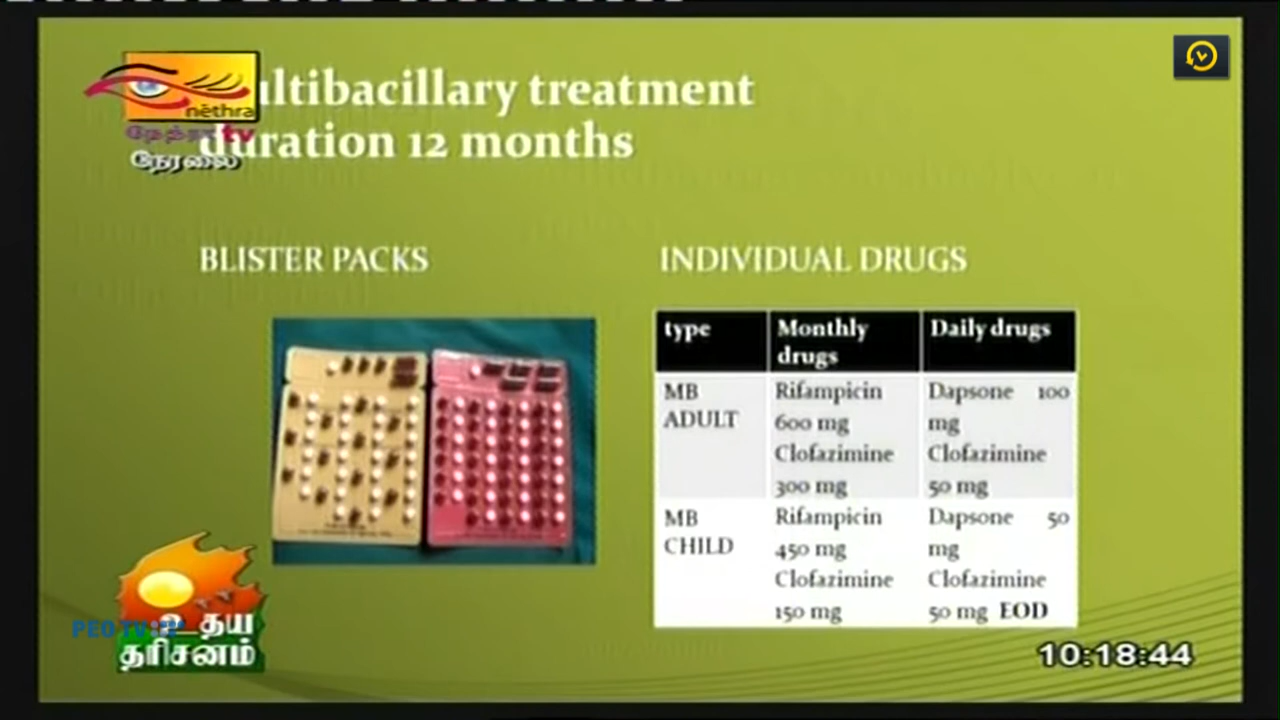 nēthra
நேத்ரா tv
நேரலை
ultibacillary treatment
duration 12 months
BLISTER PACKS
INDIVIDUAL DRUGS
type
Monthly drugs
Daily drugs
MB ADULT
Rifampicin
600 mg
Clofazimine
300 mg
Dapsone 100
mg
Clofazimine
50 mg
MB CHILD
Rifampicin
450 mg
Clofazimine
150 mg
Dapsone 50
mg
Clofazimine
50 mg EOD
PEO TV
உதய
தரிசனம்
10:18:44